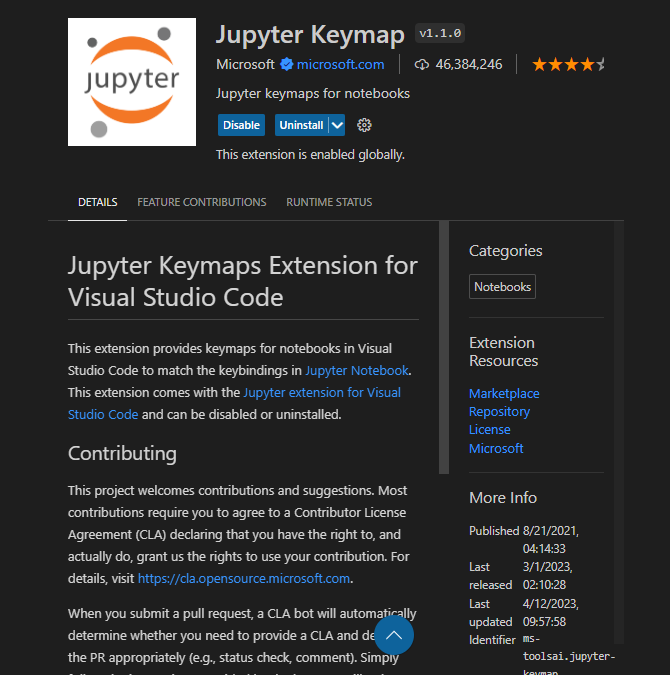 jupyter
Jupyter Keymap v1.1.0
Microsoft microsoft.com 46,384,246
Jupyter keymaps for notebooks
Disable Uninstall
This extension is enabled globally.
DETAILS FEATURE CONTRIBUTIONS RUNTIME STATUS
Jupyter Keymaps Extension for
Visual Studio Code
This extension provides keymaps for notebooks in Visual
Studio Code to match the keybindings in Jupyter Notebook.
This extension comes with the Jupyter extension for Visual
Studio Code and can be disabled or uninstalled.
Contributing
This project welcomes contributions and suggestions. Most
contributions require you to agree to a Contributor License
Agreement (CLA) declaring that you have the right to, and
actually do, grant us the rights to use your contribution. For
details, visit https://cla.opensource.microsoft.com.
When you submit a pull request, a CLA bot will automatically
determine whether you need to provide a CLA and
the PR appropriately (e.g., status check, comment). Simply
Categories
Notebooks
Extension
Resources
Marketplace
Repository
License
Microsoft
More Info
Published 8/21/2021,
04:14:33
Last 3/1/2023,
released 02:10:28
Last 4/12/2023,
updated 09:57:58
Identifier ms-
toolsai.jupyter-
keymap